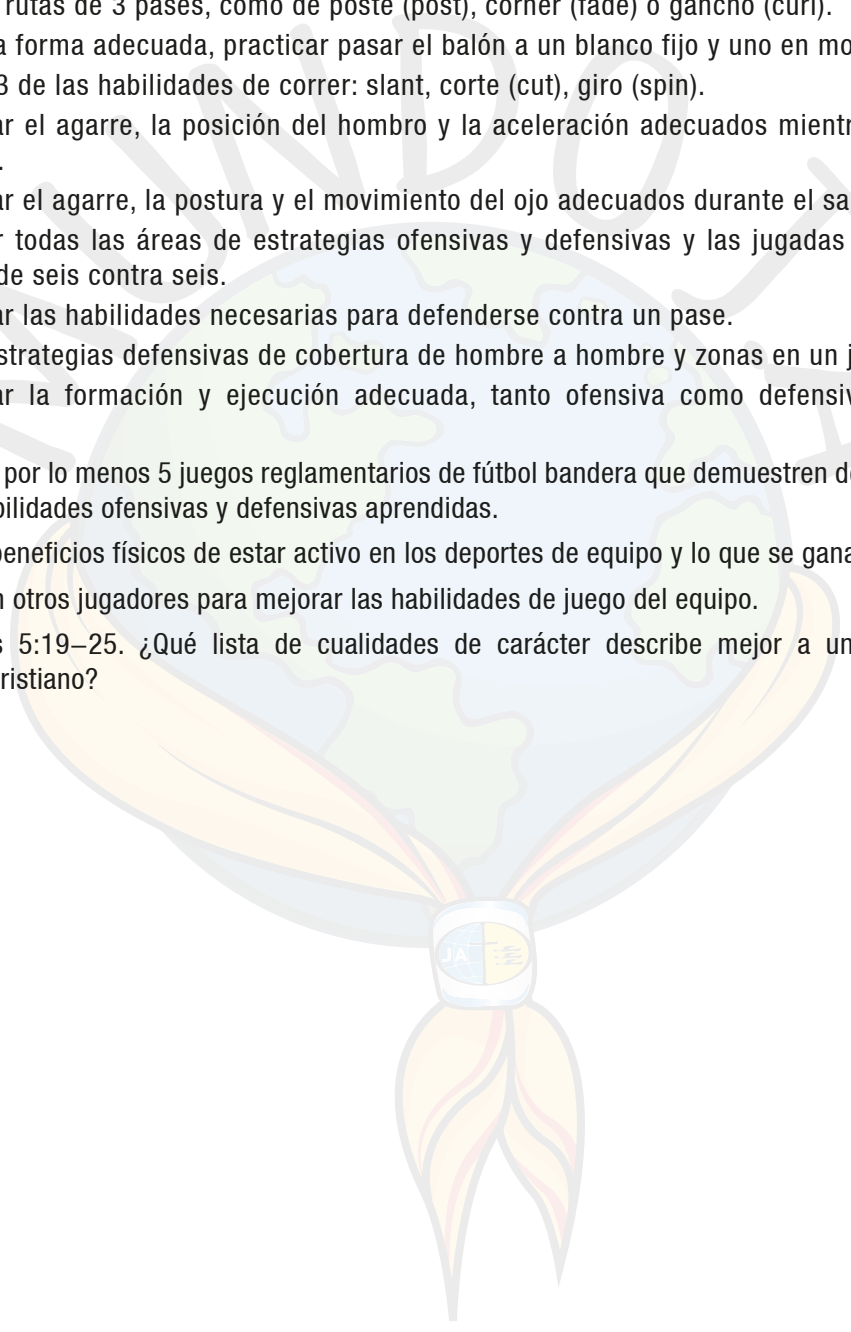 rutas de 3 pases, como de poste (post), corner (fade) o gancho (curl).
a forma adecuada, practicar pasar el balón a un blanco fijo y uno en mo
3 de las habilidades de correr: slant, corte (cut), giro (spin).
ar el agarre, la posición del hombro y la aceleración adecuados mientr
.
ar el agarre, la postura y el movimiento del ojo adecuados durante el sa
r todas las áreas de estrategias ofensivas y defensivas y las jugadas
de seis contra seis.
ar las habilidades necesarias para defenderse contra un pase.
strategias defensivas de cobertura de hombre a hombre y zonas en un j
ar la formación y ejecución adecuada, tanto ofensiva como defensiv
por lo menos 5 juegos reglamentarios de fútbol bandera que demuestren d
bilidades ofensivas y defensivas aprendidas.
beneficios físicos de estar activo en los deportes de equipo y lo que se gana
n otros jugadores para mejorar las habilidades de juego del equipo.
s 5:19–25. ¿Qué lista de cualidades de carácter describe mejor a un
ristiano?
MUNDO JA
JA